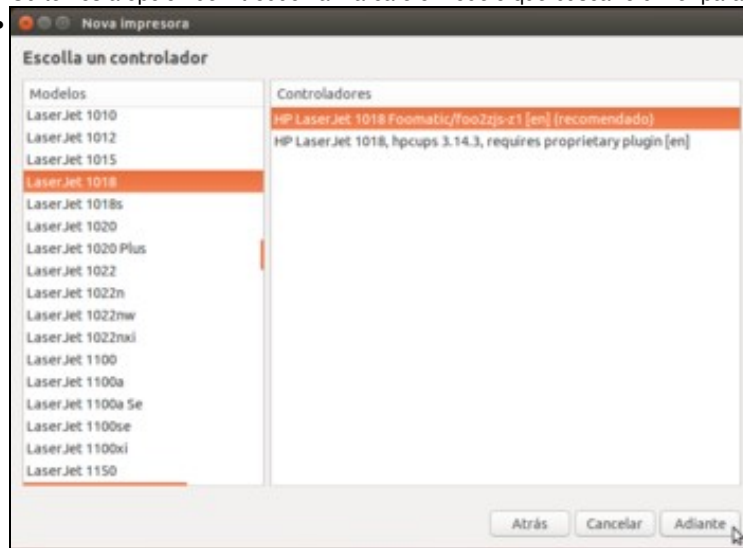 Nova impresora
Escolla un controlador
Modelos
Controladores
LaserJet 1010
LaserJet 1012
LaserJet 1015
LaserJet 1018
LaserJet 1018s
LaserJet 1020
LaserJet 1020 Plus
LaserJet 1022
LaserJet 1022n
LaserJet 1022nw
LaserJet 1022nxi
LaserJet 1100
LaserJet 1100a
LaserJet 1100a Se
LaserJet 1100se
LaserJet 1100xi
LaserJet 1150
HP LaserJet 1018 Foomatic/foo2zjs-z1 [en] (recomendado)
HP LaserJet 1018, hpcups 3.14.3, requires proprietary plugin [en]
Atrás
Cancelar
Adiante